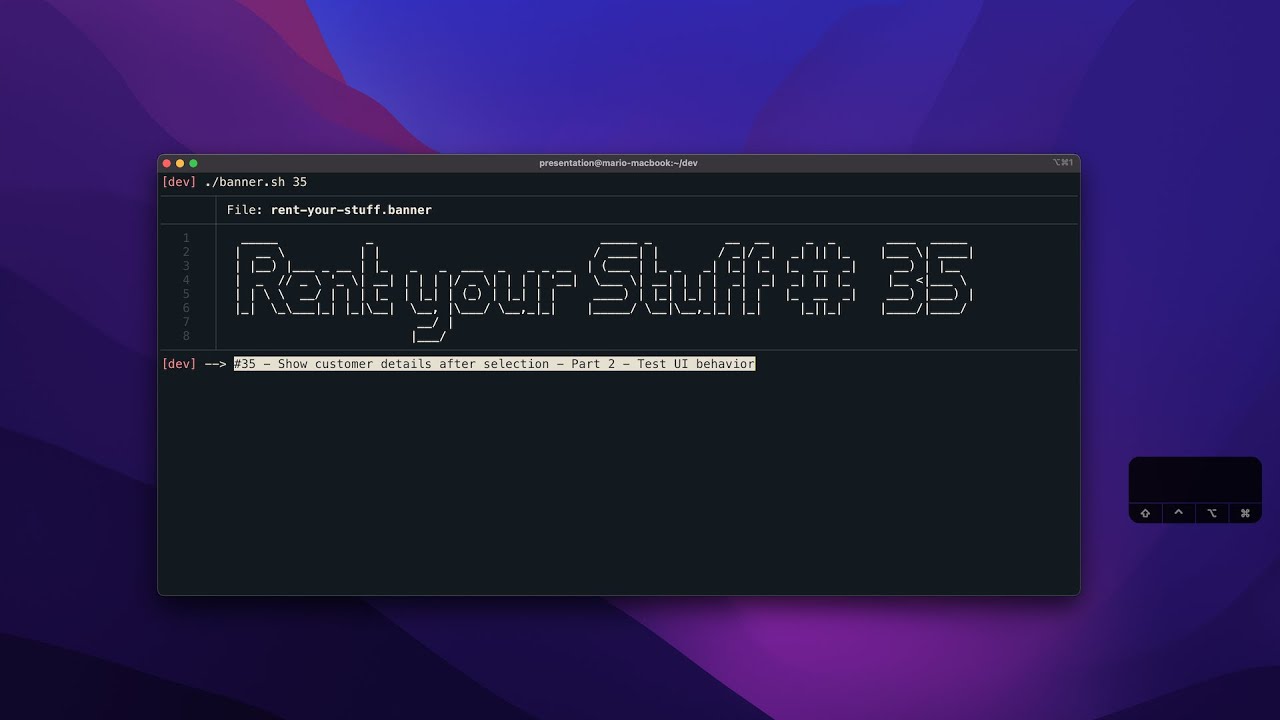 presentation@mario-macbook:~/dev
⌥⌘1
[dev] ./banner.sh 35
File: rent-your-stuff.banner
1
2
3
4
5
6
7
8
Rent your Stuff # 35
[dev] --> #35 - Show customer details after selection - Part 2 - Test UI behavior
⇧ ^ ⌥ ⌘